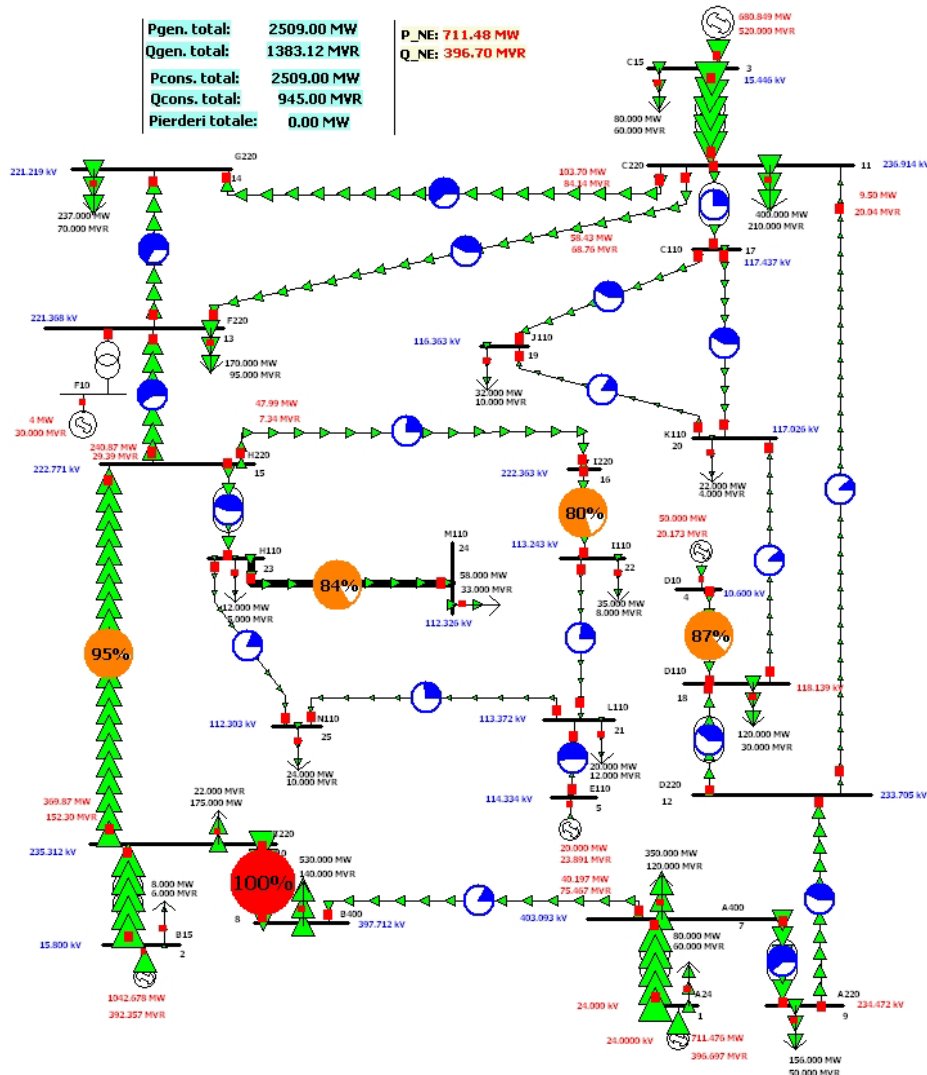 Pgen. total: 2509.00 MW
Qgen. total: 1383.12 MVR
Pcons. total: 2509.00 MW
Qcons. total: 945.00 MVR
Pierderi totale: 0.00 MW
P_NE: 711.48 MW
Q_NE: 396.70 MVR
680.849 MW
520.000 MVR
C15
3
15.446 kV
80.000 MW
60.000 MVR
G220
14
221.219 kV
237.000 MW
70.000 MVR
103.70 MW
84.14 MVR
C220
11
236.914 kV
9.50 MW
20.04 MVR
400.000 MW
210.000 MVR
58.43 MW
68.76 MVR
C110
17
117.437 kV
221.368 kV
F220
13
170.000 MW
95.000 MVR
J110
19
116.363 kV
32.000 MW
10.000 MVR
F10
4 MW
30.000 MVR
240.87 MW
29.39 MVR
47.99 MW
7.34 MVR
K110
20
117.026 kV
22.000 MW
4.000 MVR
222.771 kV
H220
15
222.363 kV
I220
16
80%
50.000 MW
20.173 MVR
M110
24
113.243 kV
H110
23
84%
58.000 MW
33.000 MVR
I110
22
D10
4
10.600 kV
12.000 MW
5.000 MVR
112.326 kV
35.000 MW
8.000 MVR
95%
87%
D110
18
118.139 kV
112.303 kV
N110
25
113.372 kV
L110
21
120.000 MW
30.000 MVR
24.000 MW
10.000 MVR
20.000 MW
12.000 MVR
114.334 kV
E110
5
D220
12
233.705 kV
369.87 MW
152.30 MVR
22.000 MVR
175.000 MW
20.000 MW
23.891 MVR
235.312 kV
100%
530.000 MW
140.000 MVR
350.000 MW
120.000 MVR
40.197 MW
75.467 MVR
8.000 MW
6.000 MVR
8
B400
397.712 kV
403.093 kV
A400
7
15.800 kV
B15
2
80.000 MW
60.000 MVR
24.000 kV
A24
1
A220
9
234.472 kV
1042.678 MW
392.357 MVR
24.0000 kV
711.476 MW
396.697 MVR
156.000 MW
50.000 MVR